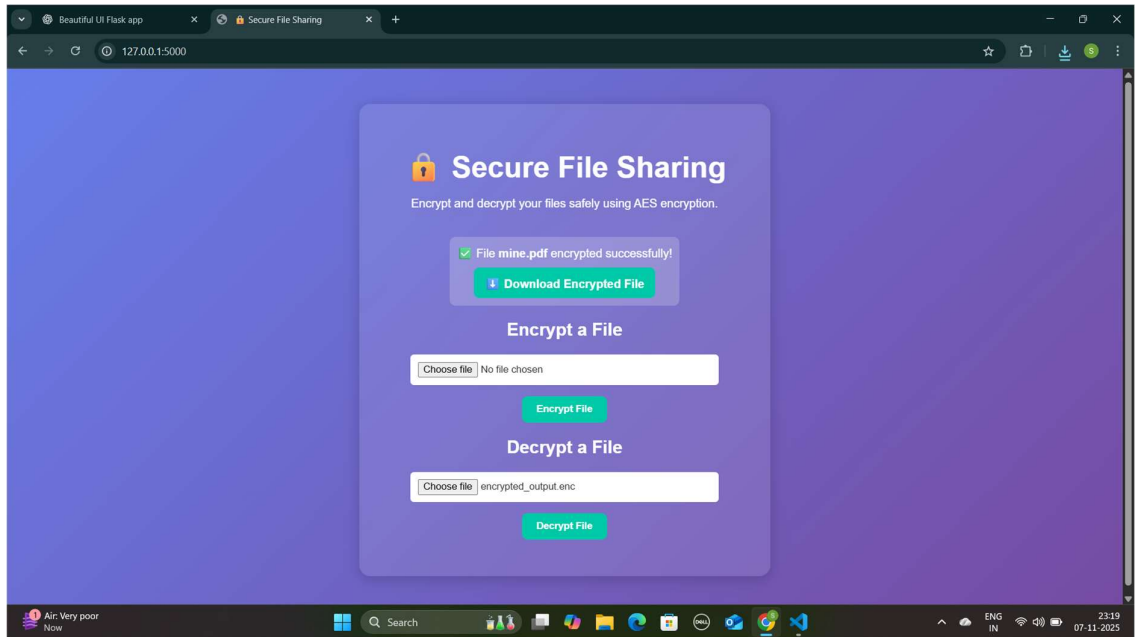 Beautiful UI Flask app
Secure File Sharing
127.0.0.1:5000
S
Secure File Sharing
Encrypt and decrypt your files safely using AES encryption.
File mine.pdf encrypted successfully!
Download Encrypted File
Encrypt a File
Choose file No file chosen
Encrypt File
Decrypt a File
Choose file encrypted_output.enc
Decrypt File
1
Air: Very poor
Now
Search
DELL
S
ENG
IN
23:19
07-11-2025